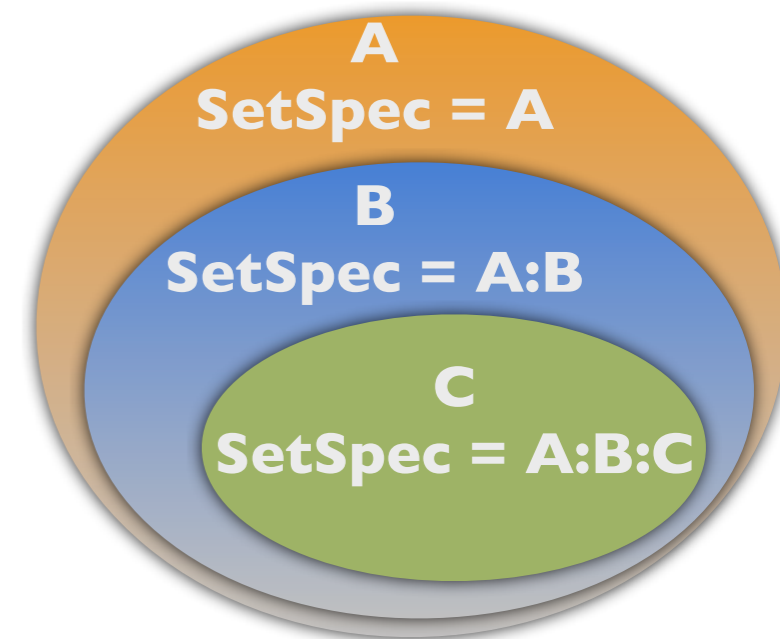 A
SetSpec = A
B
SetSpec = A:B
C
SetSpec = A:B:C